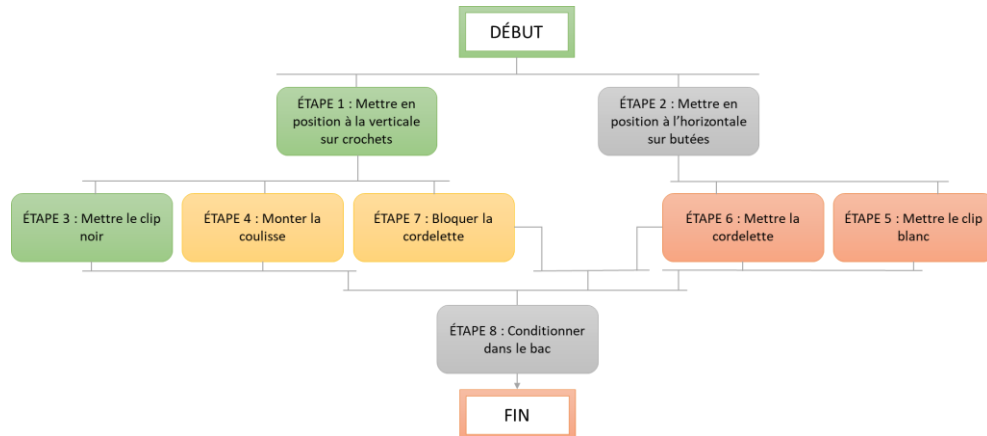 DÉBUT
ÉTAPE 1 : Mettre en
position à la verticale
sur crochets
ÉTAPE 2 : Mettre en
position à l'horizontale
sur butées
ÉTAPE 3 : Mettre le clip
noir
ÉTAPE 4 : Monter la
coulisse
ÉTAPE 7 : Bloquer la
cordelette
ÉTAPE 6 : Mettre la
cordelette
ÉTAPE 5 : Mettre le clip
blanc
ÉTAPE 8 : Conditionner
dans le bac
FIN